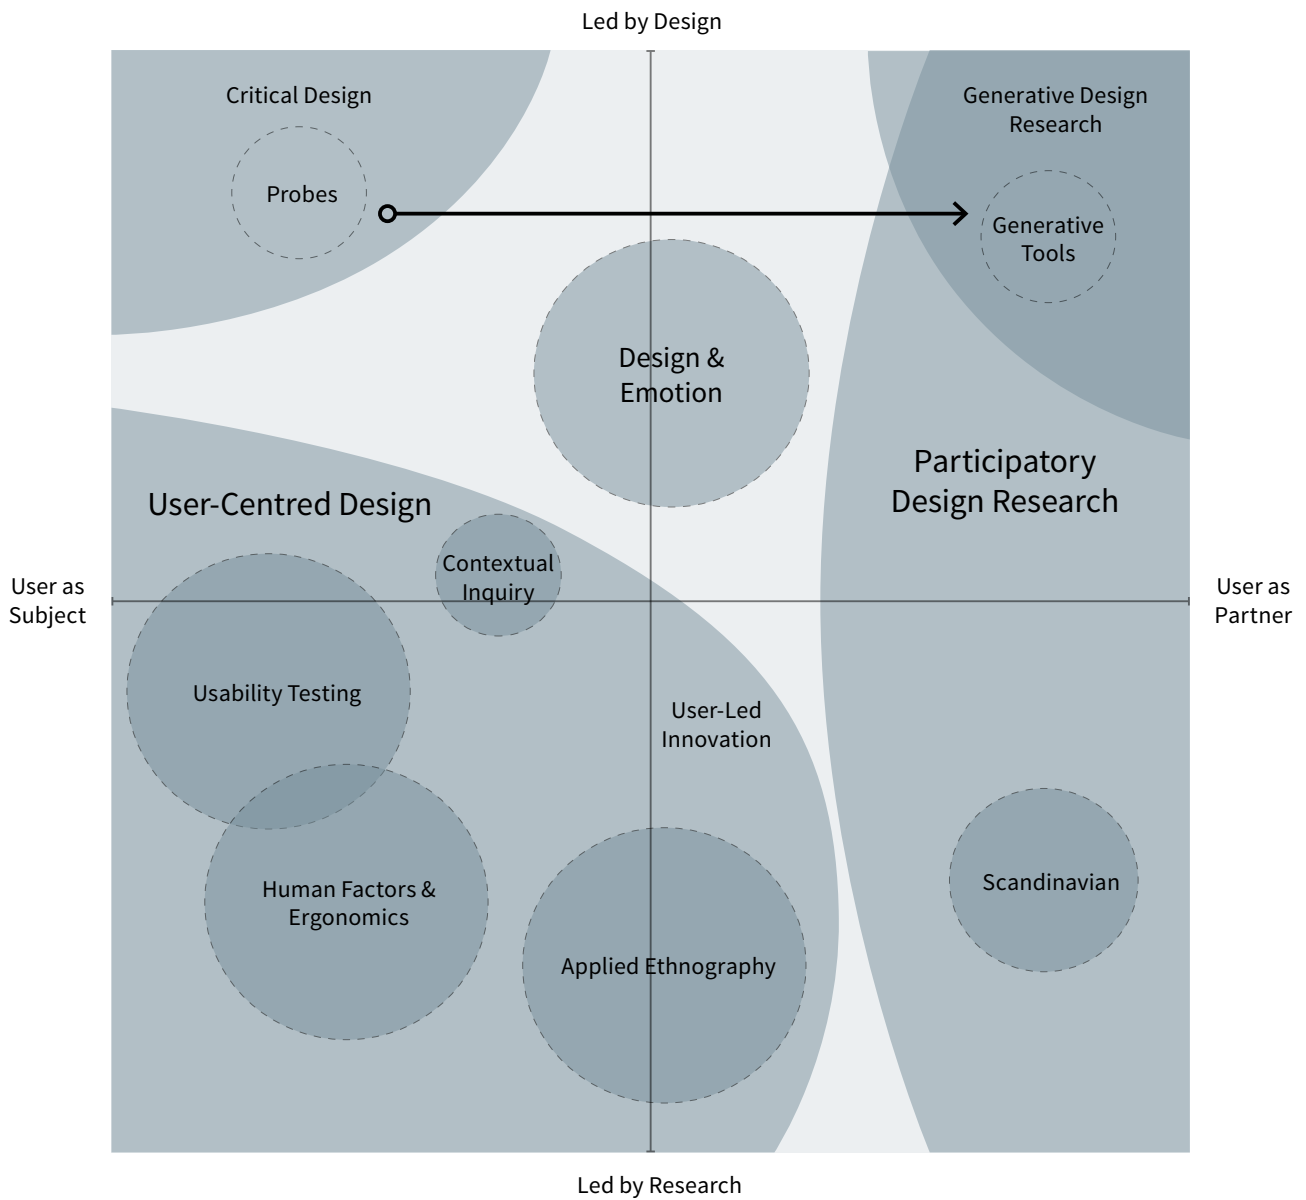 Led by Design
Critical Design
Generative Design
Research
Probes
Generative
Tools
Design &
Emotion
Participatory
Design Research
User-Centred Design
Contextual
Inquiry
User as
Subject
User as
Partner
Usability Testing
User-Led
Innovation
Human Factors &
Ergonomics
Scandinavian
Applied Ethnography
Led by Research